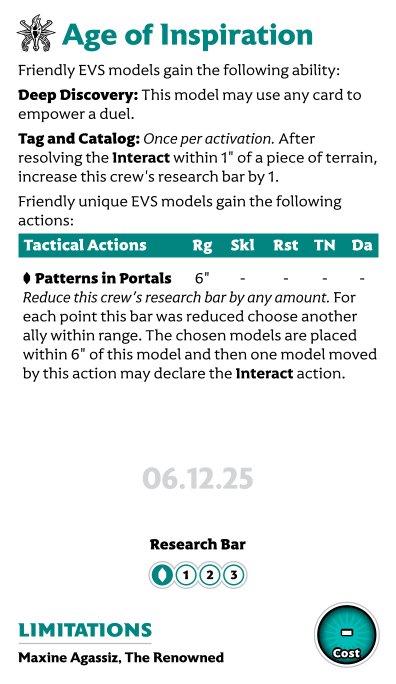 Age of Inspiration
Friendly EVS models gain the following ability:
Deep Discovery: This model may use any card to
empower a duel.
Tag and Catalog: Once per activation. After
resolving the Interact within 1" of a piece of terrain,
increase this crew's research bar by 1.
Friendly unique EVS models gain the following
actions:
Tactical Actions Rg Skl Rst TN Da
Patterns in Portals 6" - - - -
Reduce this crew's research bar by any amount. For
each point this bar was reduced choose another
ally within range. The chosen models are placed
within 6" of this model and then one model moved
by this action may declare the Interact action.
06.12.25
Research Bar
1 2 3
LIMITATIONS
Maxine Agassiz, The Renowned
-
Cost